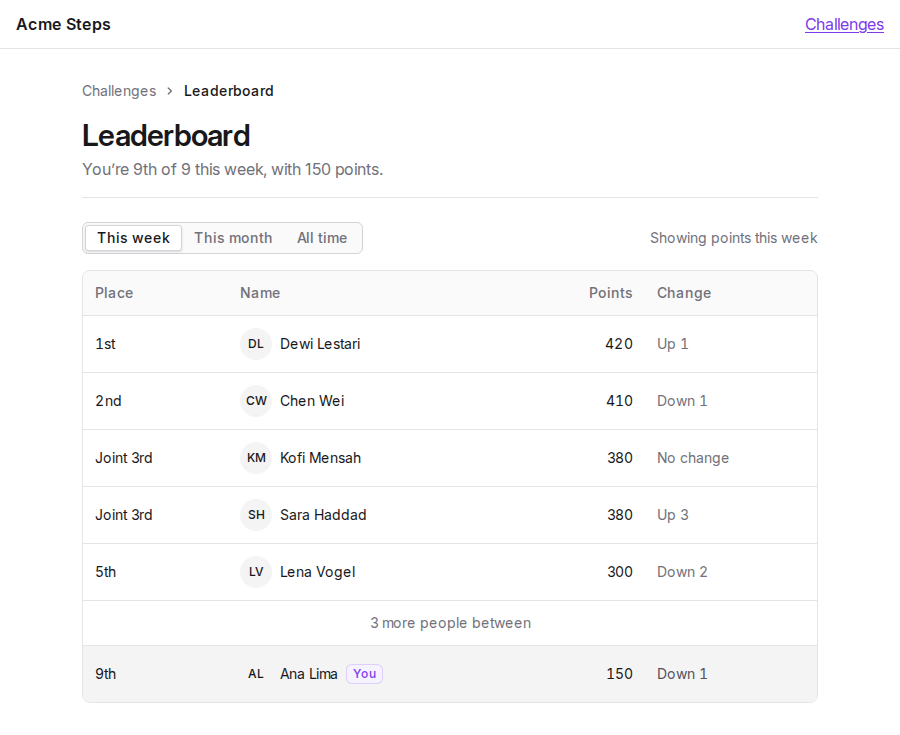 Acme Steps Challenges
Challenges > Leaderboard
Leaderboard
You’re 9th of 9 this week, with 150 points.
This week This month All time Showing points this week
Place Name Points Change
1st DL Dewi Lestari 420 Up 1
2nd CW Chen Wei 410 Down 1
Joint 3rd KM Kofi Mensah 380 No change
Joint 3rd SH Sara Haddad 380 Up 3
5th LV Lena Vogel 300 Down 2
3 more people between
9th AL Ana Lima You 150 Down 1